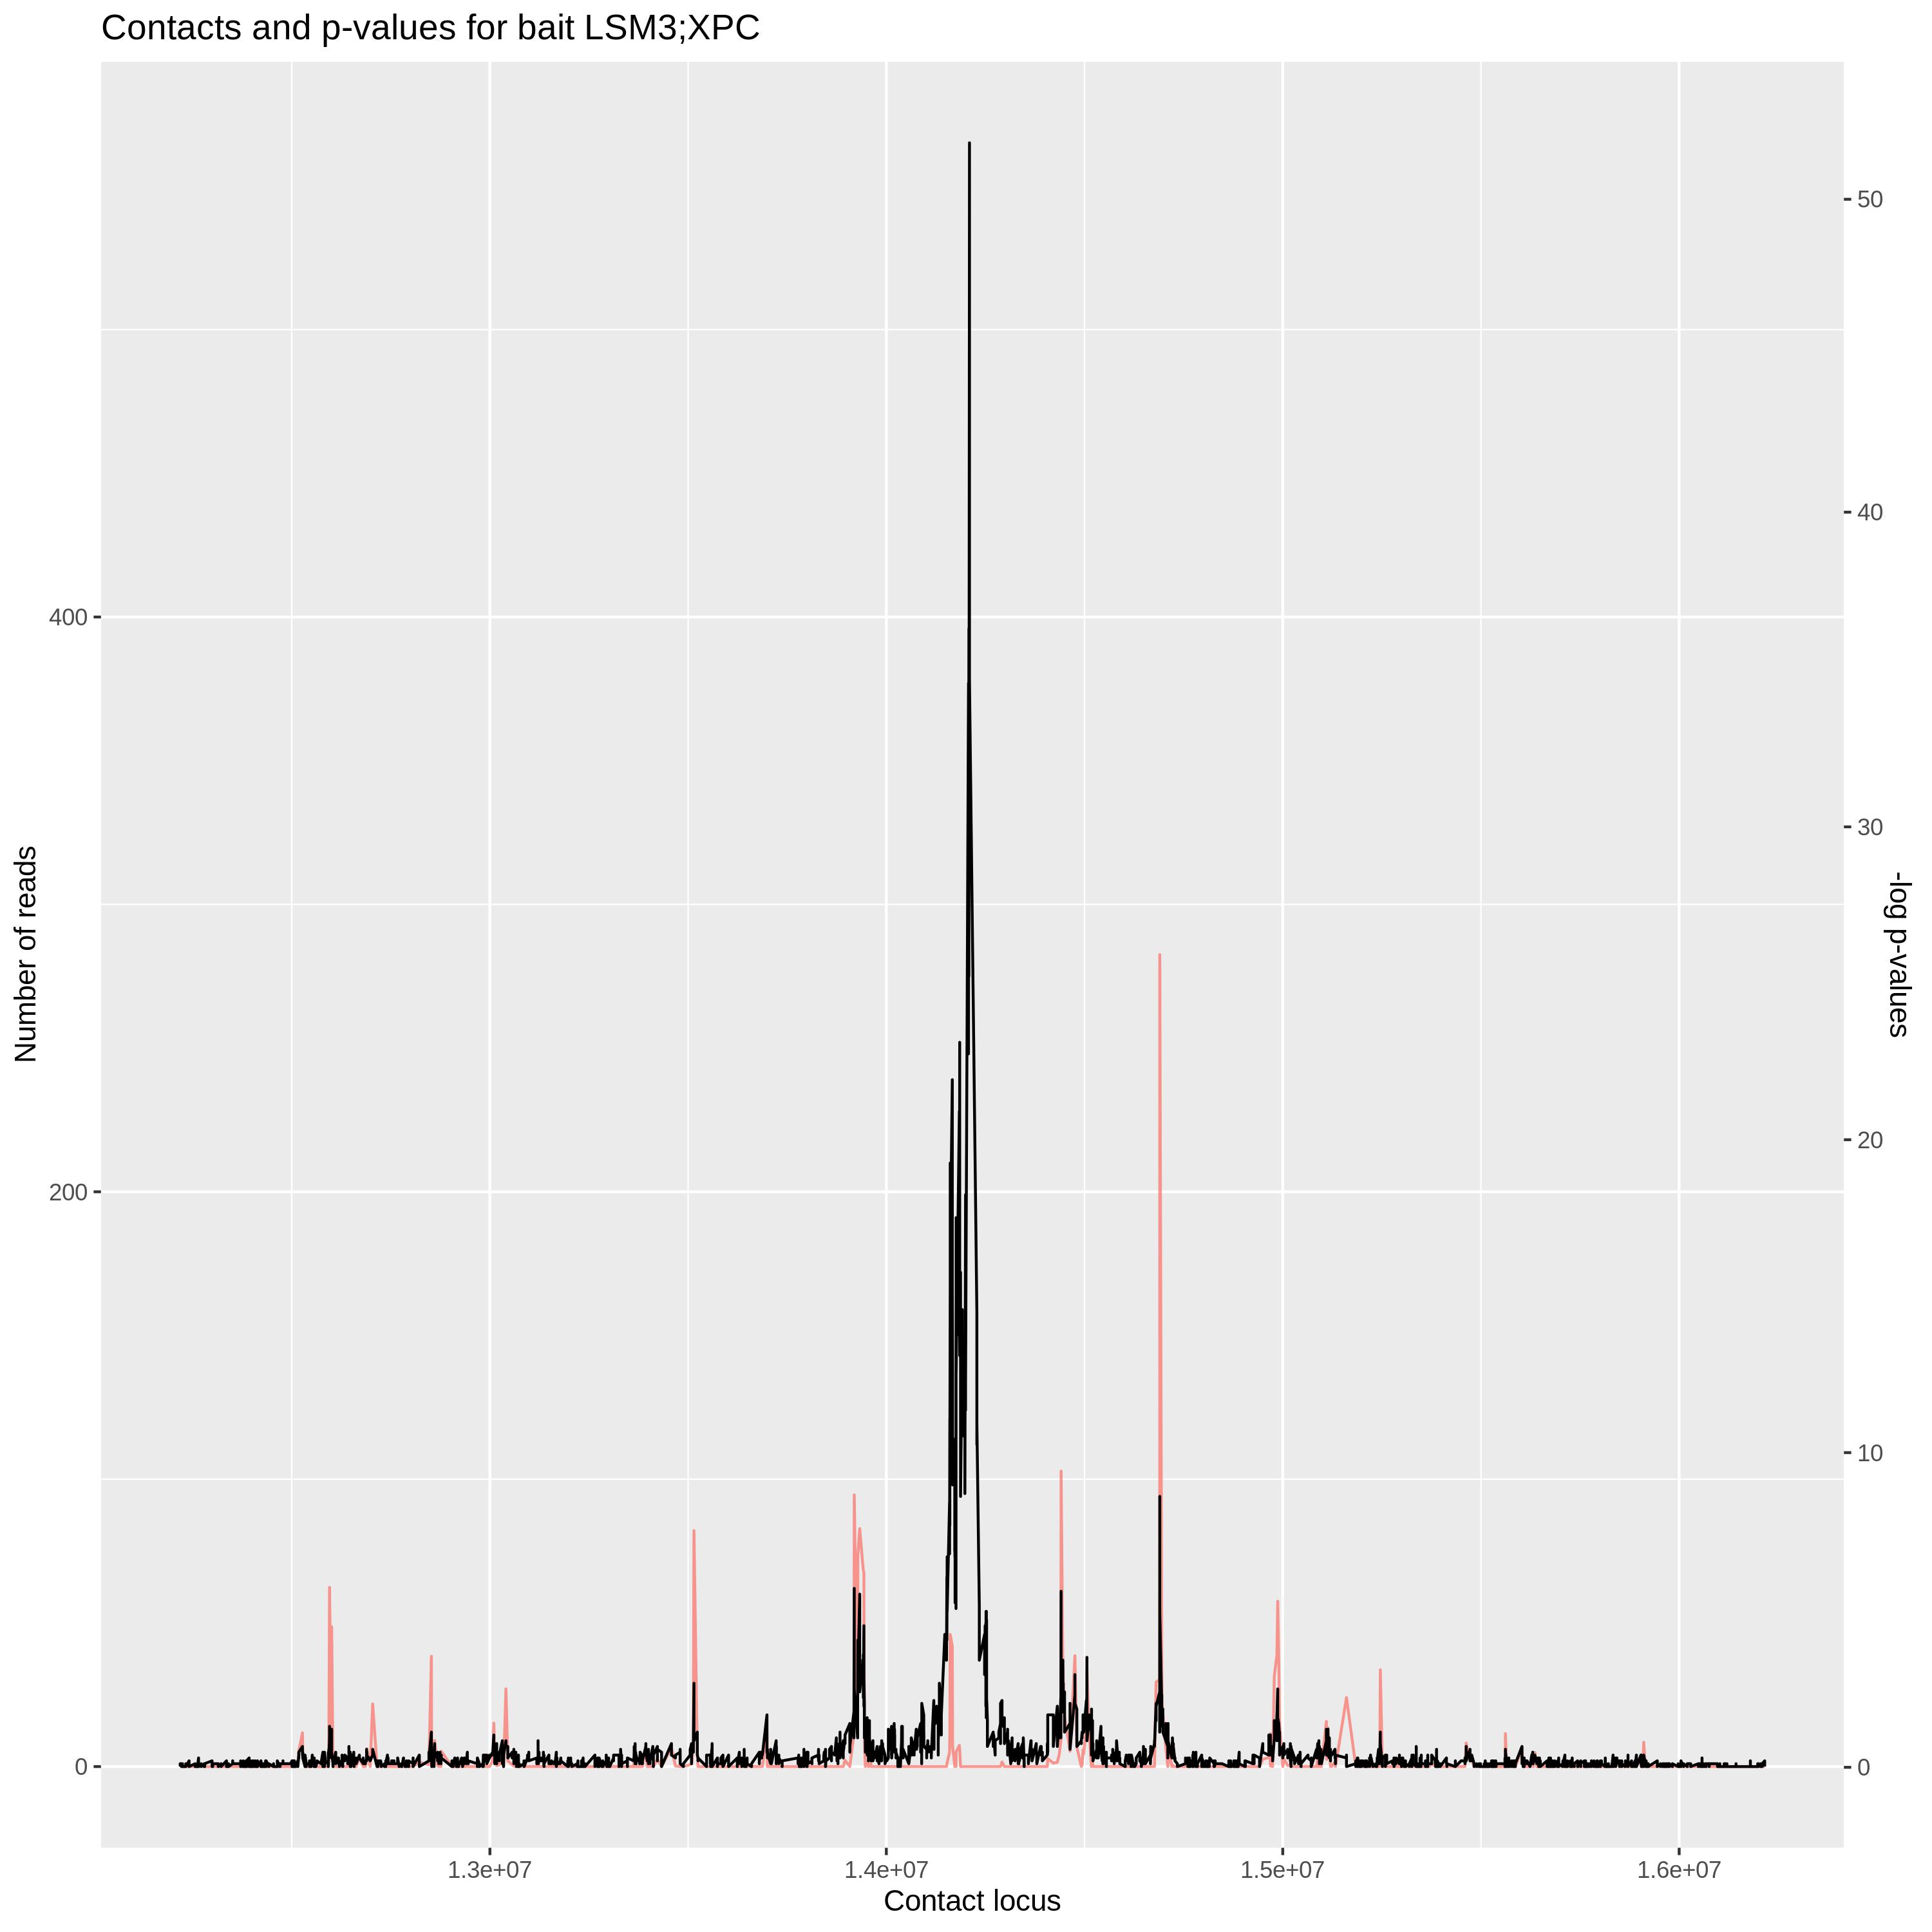 Contacts and p-values for bait LSM3;XPC
Number of reads
400
200
0
50
40
30
20
10
0
-log p-values
1.3e+07
1.4e+07
1.5e+07
1.6e+07
Contact locus